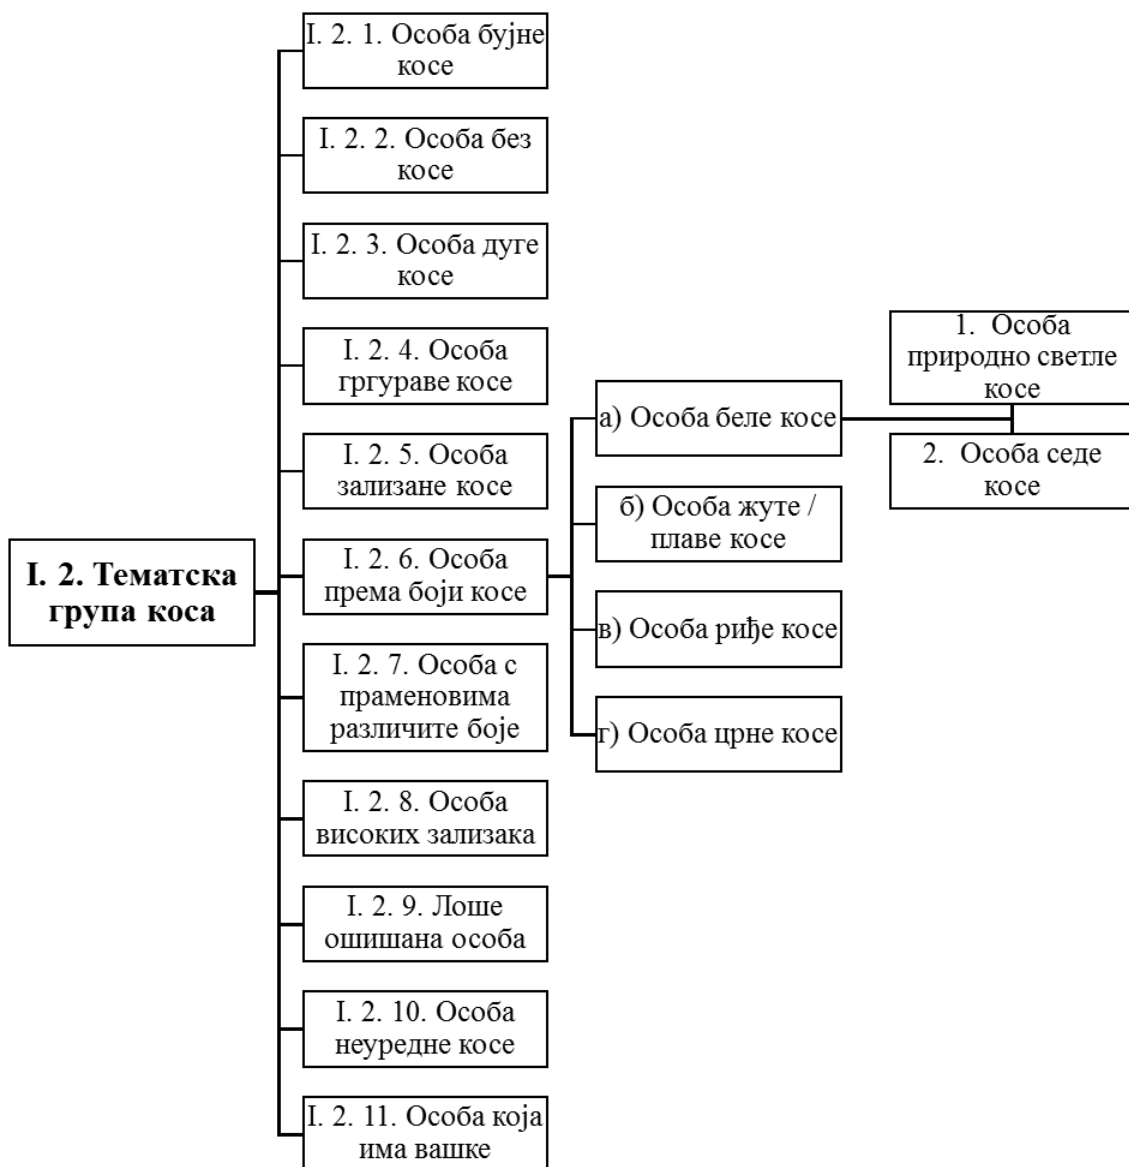 I. 2. Тематска
група коса
I. 2. 1. Особа бујне
косе
I. 2. 2. Особа без
косе
I. 2. 3. Особа дуге
косе
I. 2. 4. Особа
гргураве косе
I. 2. 5. Особа
зализане косе
I. 2. 6. Особа
према боји косе
а) Особа беле косе
1. Особа
природно светле
косе
2. Особа седе
косе
б) Особа жуте /
плаве косе
в) Особа риђе косе
г) Особа црне косе
I. 2. 7. Особа с
праменовима
различите боје
I. 2. 8. Особа
високих зализака
I. 2. 9. Лоше
ошишана особа
I. 2. 10. Особа
неуредне косе
I. 2. 11. Особа која
има вашке